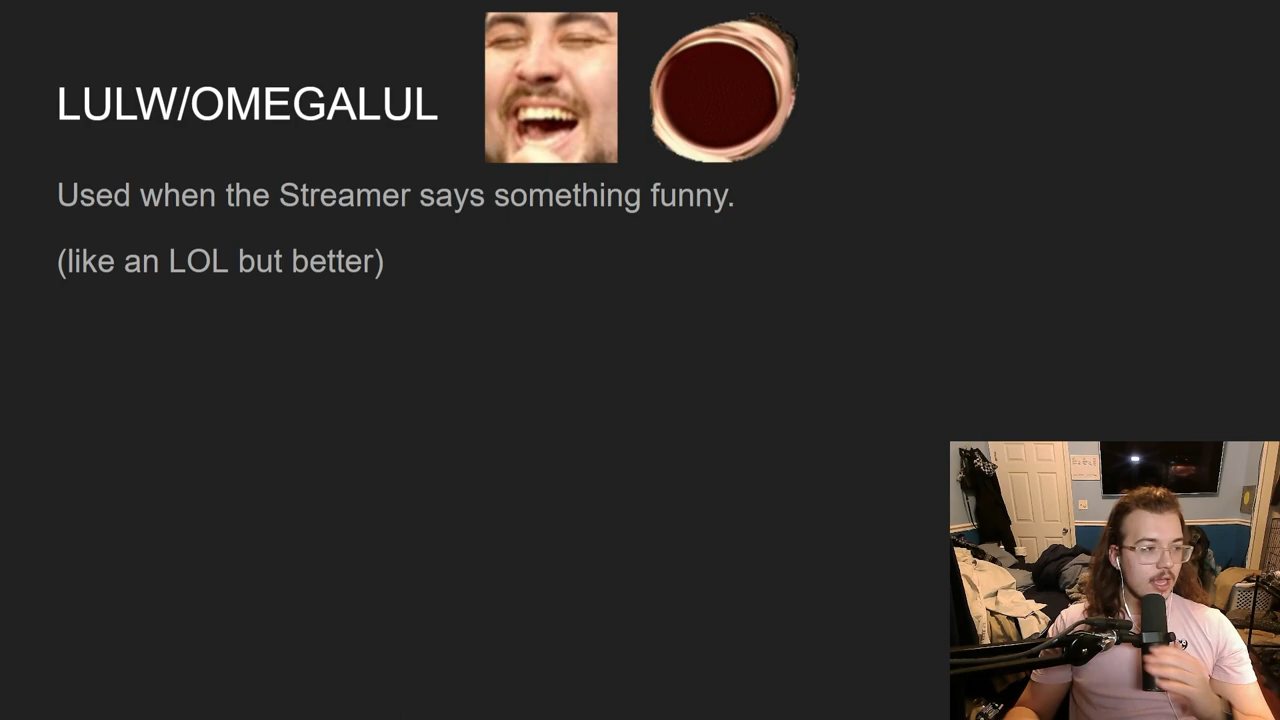 LULW/OMEGALUL
Used when the Streamer says something funny.
(like an LOL but better)